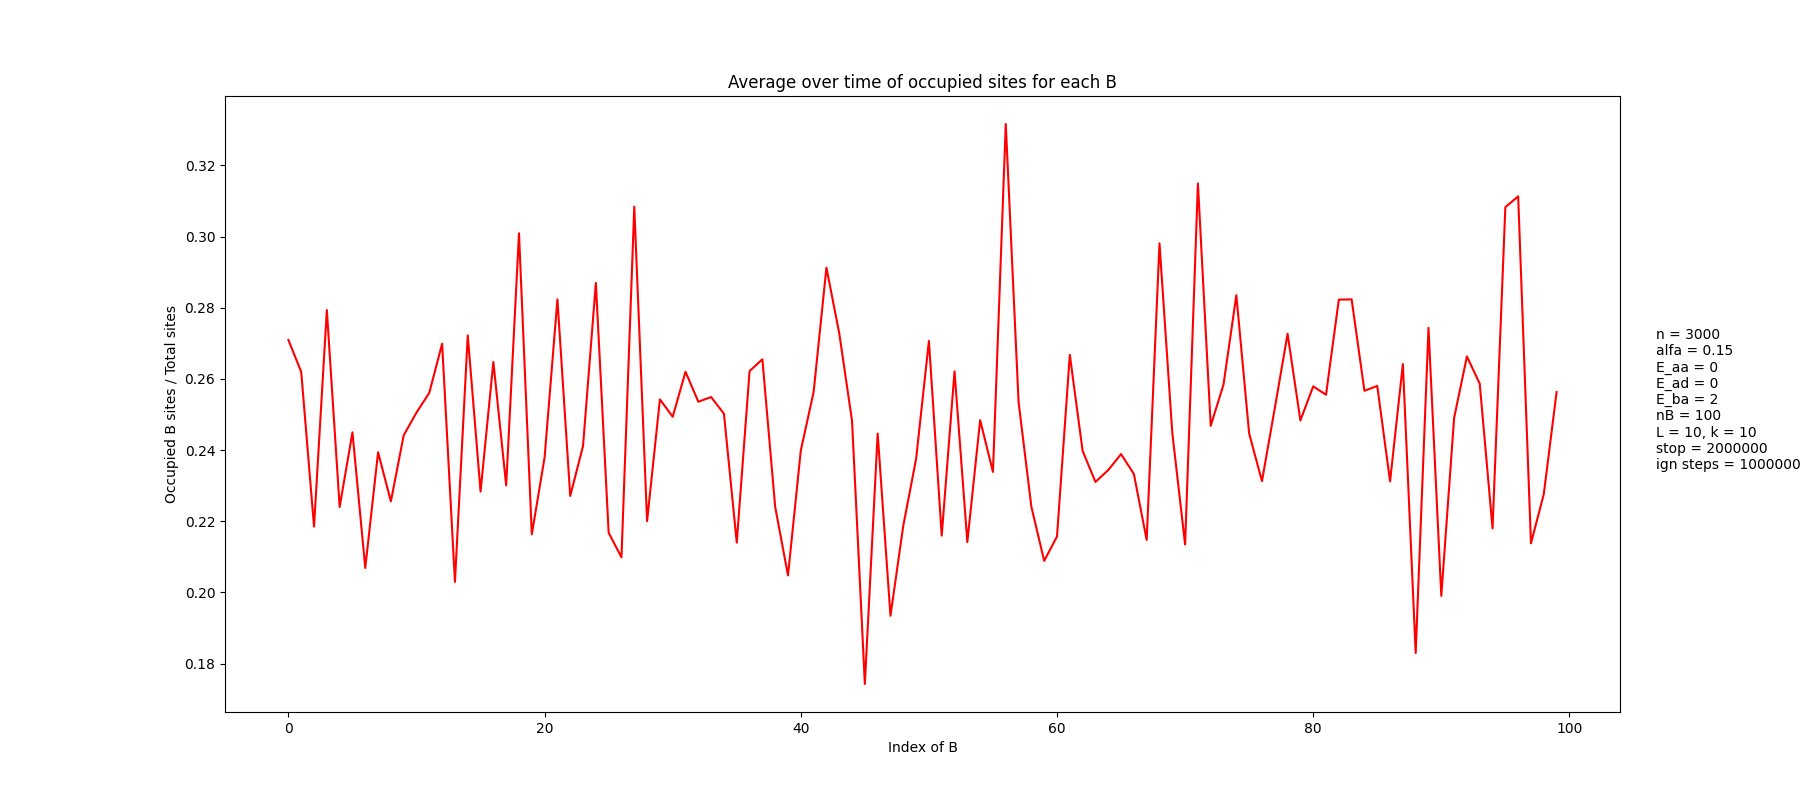 Average over time of occupied sites for each B
Occupied B sites / Total sites
0.32
0.30
0.28
0.26
0.24
0.22
0.20
0.18
0 20 40 60 80 100
Index of B
n = 3000
alfa = 0.15
E_aa = 0
E_ad = 0
E_ba = 2
nB = 100
L = 10, k = 10
stop = 2000000
ign steps = 1000000